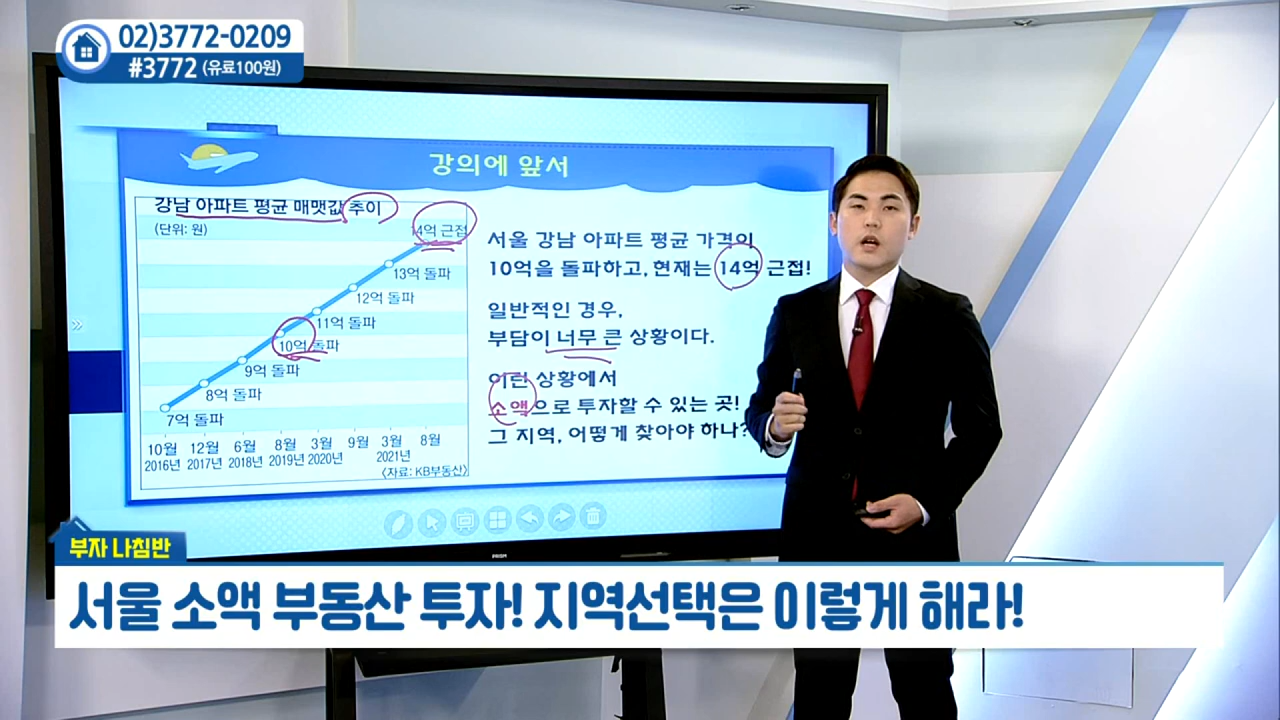 02)3772-0209
#3772 (유료100원)
강의에 앞서
강남 아파트 평균 매맷값 추이
(단위: 원)
14억 근접
13억 돌파
12억 돌파
11억 돌파
10억 돌파
9억 돌파
8억 돌파
7억 돌파
10월 12월 6월 8월 3월 9월 3월 8월
2016년 2017년 2018년 2019년 2020년 2021년
〈자료: KB부동산〉
서울 강남 아파트 평균 가격이
10억을 돌파하고, 현재는 14억 근접!
일반적인 경우,
부담이 너무 큰 상황이다.
이런 상황에서
소액으로 투자할 수 있는 곳!
그 지역, 어떻게 찾아야 하나?
PRISM
부자 나침반
서울 소액 부동산 투자! 지역선택은 이렇게 해라!